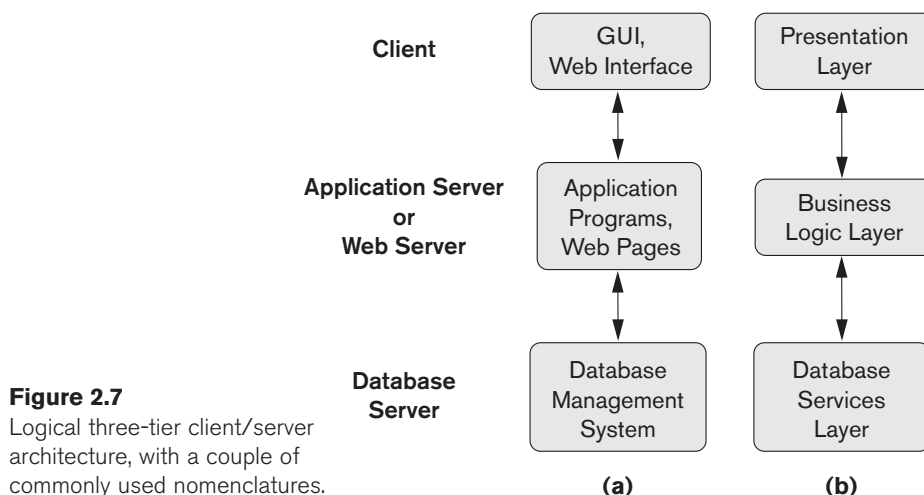 Client
GUI,
Web Interface
Presentation
Layer
Application Server
or
Web Server
Application
Programs,
Web Pages
Business
Logic Layer
Database
Server
Database
Management
System
Database
Services
Layer
Figure 2.7
Logical three-tier client/server
architecture, with a couple of
commonly used nomenclatures.
(a)
(b)